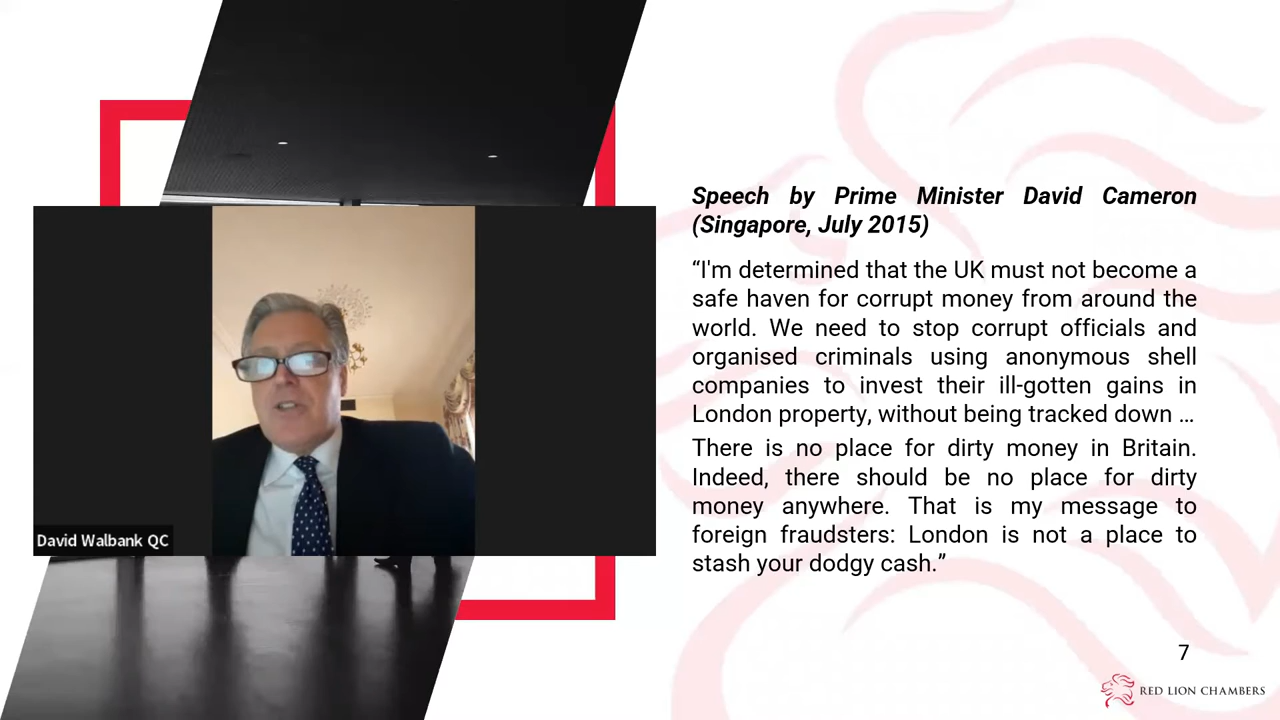 Speech by Prime Minister David Cameron
(Singapore, July 2015)
“I'm determined that the UK must not become a
safe haven for corrupt money from around the
world. We need to stop corrupt officials and
organised criminals using anonymous shell
companies to invest their ill-gotten gains in
London property, without being tracked down ...
There is no place for dirty money in Britain.
Indeed, there should be no place for dirty
money anywhere. That is my message to
foreign fraudsters: London is not a place to
stash your dodgy cash.”
David Walbank QC
7
RED LION CHAMBERS